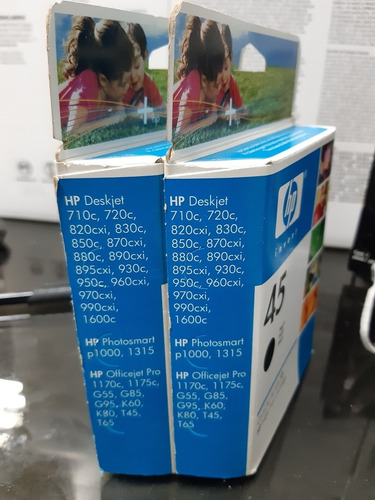 HP Deskjet
710c, 720c,
820cxi, 830c,
850c, 870cxi,
880c, 890cxi,
895cxi, 930c,
950c, 960cxi,
970cxi,
990cxi,
1600c
HP Photosmart
p1000, 1315
HP Officejet Pro
1170c, 1175c,
G55, G85,
G95, K60,
K80, T45,
T65
HP Deskjet
710c, 720c,
820cxi, 830c,
850c, 870cxi,
880c, 890cxi,
895cxi, 930c,
950c, 960cxi,
970cxi,
990cxi,
1600c
HP Photosmart
p1000, 1315
HP Officejet Pro
1170c, 1175c,
G55, G85,
G95, K60,
K80, T45,
T65
hp
invent
45